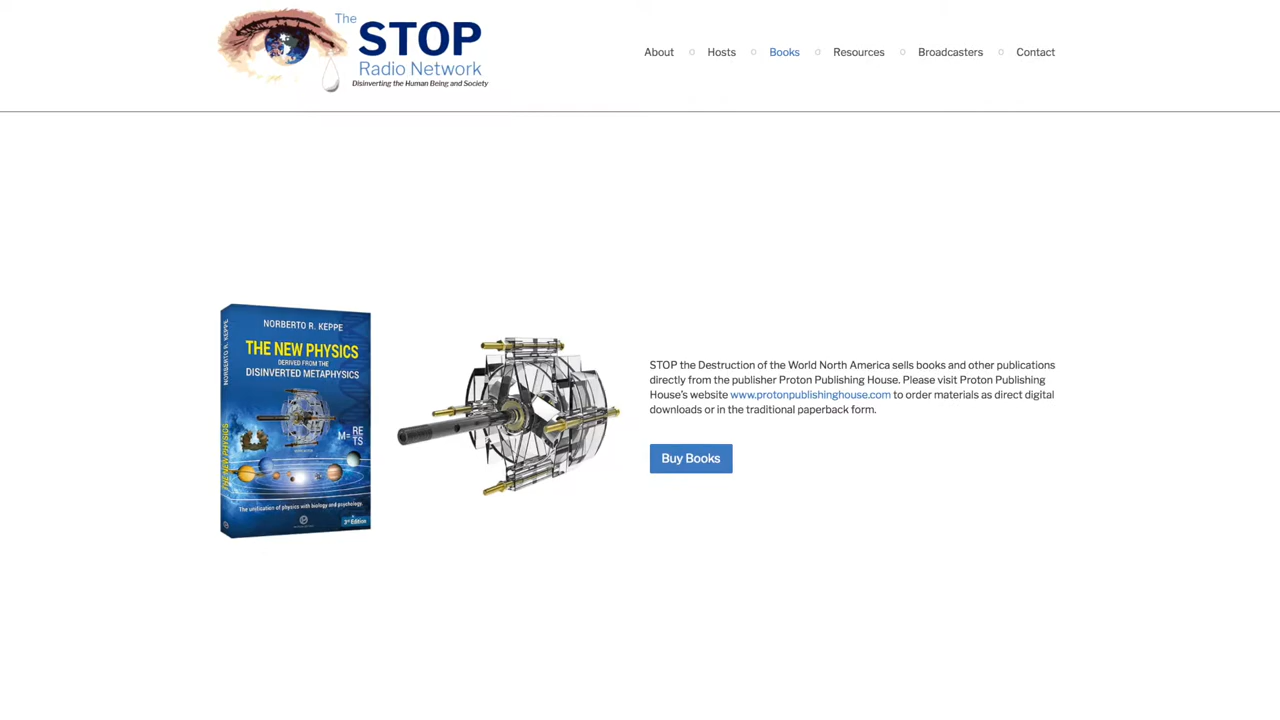 The
STOP
Radio Network
Disinverting the Human Being and Society
About
Hosts
Books
Resources
Broadcasters
Contact
NORBERTO R. KEPPE
THE NEW PHYSICS
DERIVED FROM THE
DISINVERTED METAPHYSICS
M= RE
TS
The unification of physics with biology and psychology.
3rd Edition
NORBERTO R. KEPPE
THE NEW PHYSICS
STOP the Destruction of the World North America sells books and other publications
directly from the publisher Proton Publishing House. Please visit Proton Publishing
House's website www.protonpublishinghouse.com to order materials as direct digital
downloads or in the traditional paperback form.
Buy Books